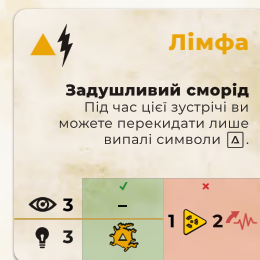 Лімфа
Задушливий сморід
Під час цієї зустрічі ви
можете перекидати лише
випалі символи .
3 –
1 2
3